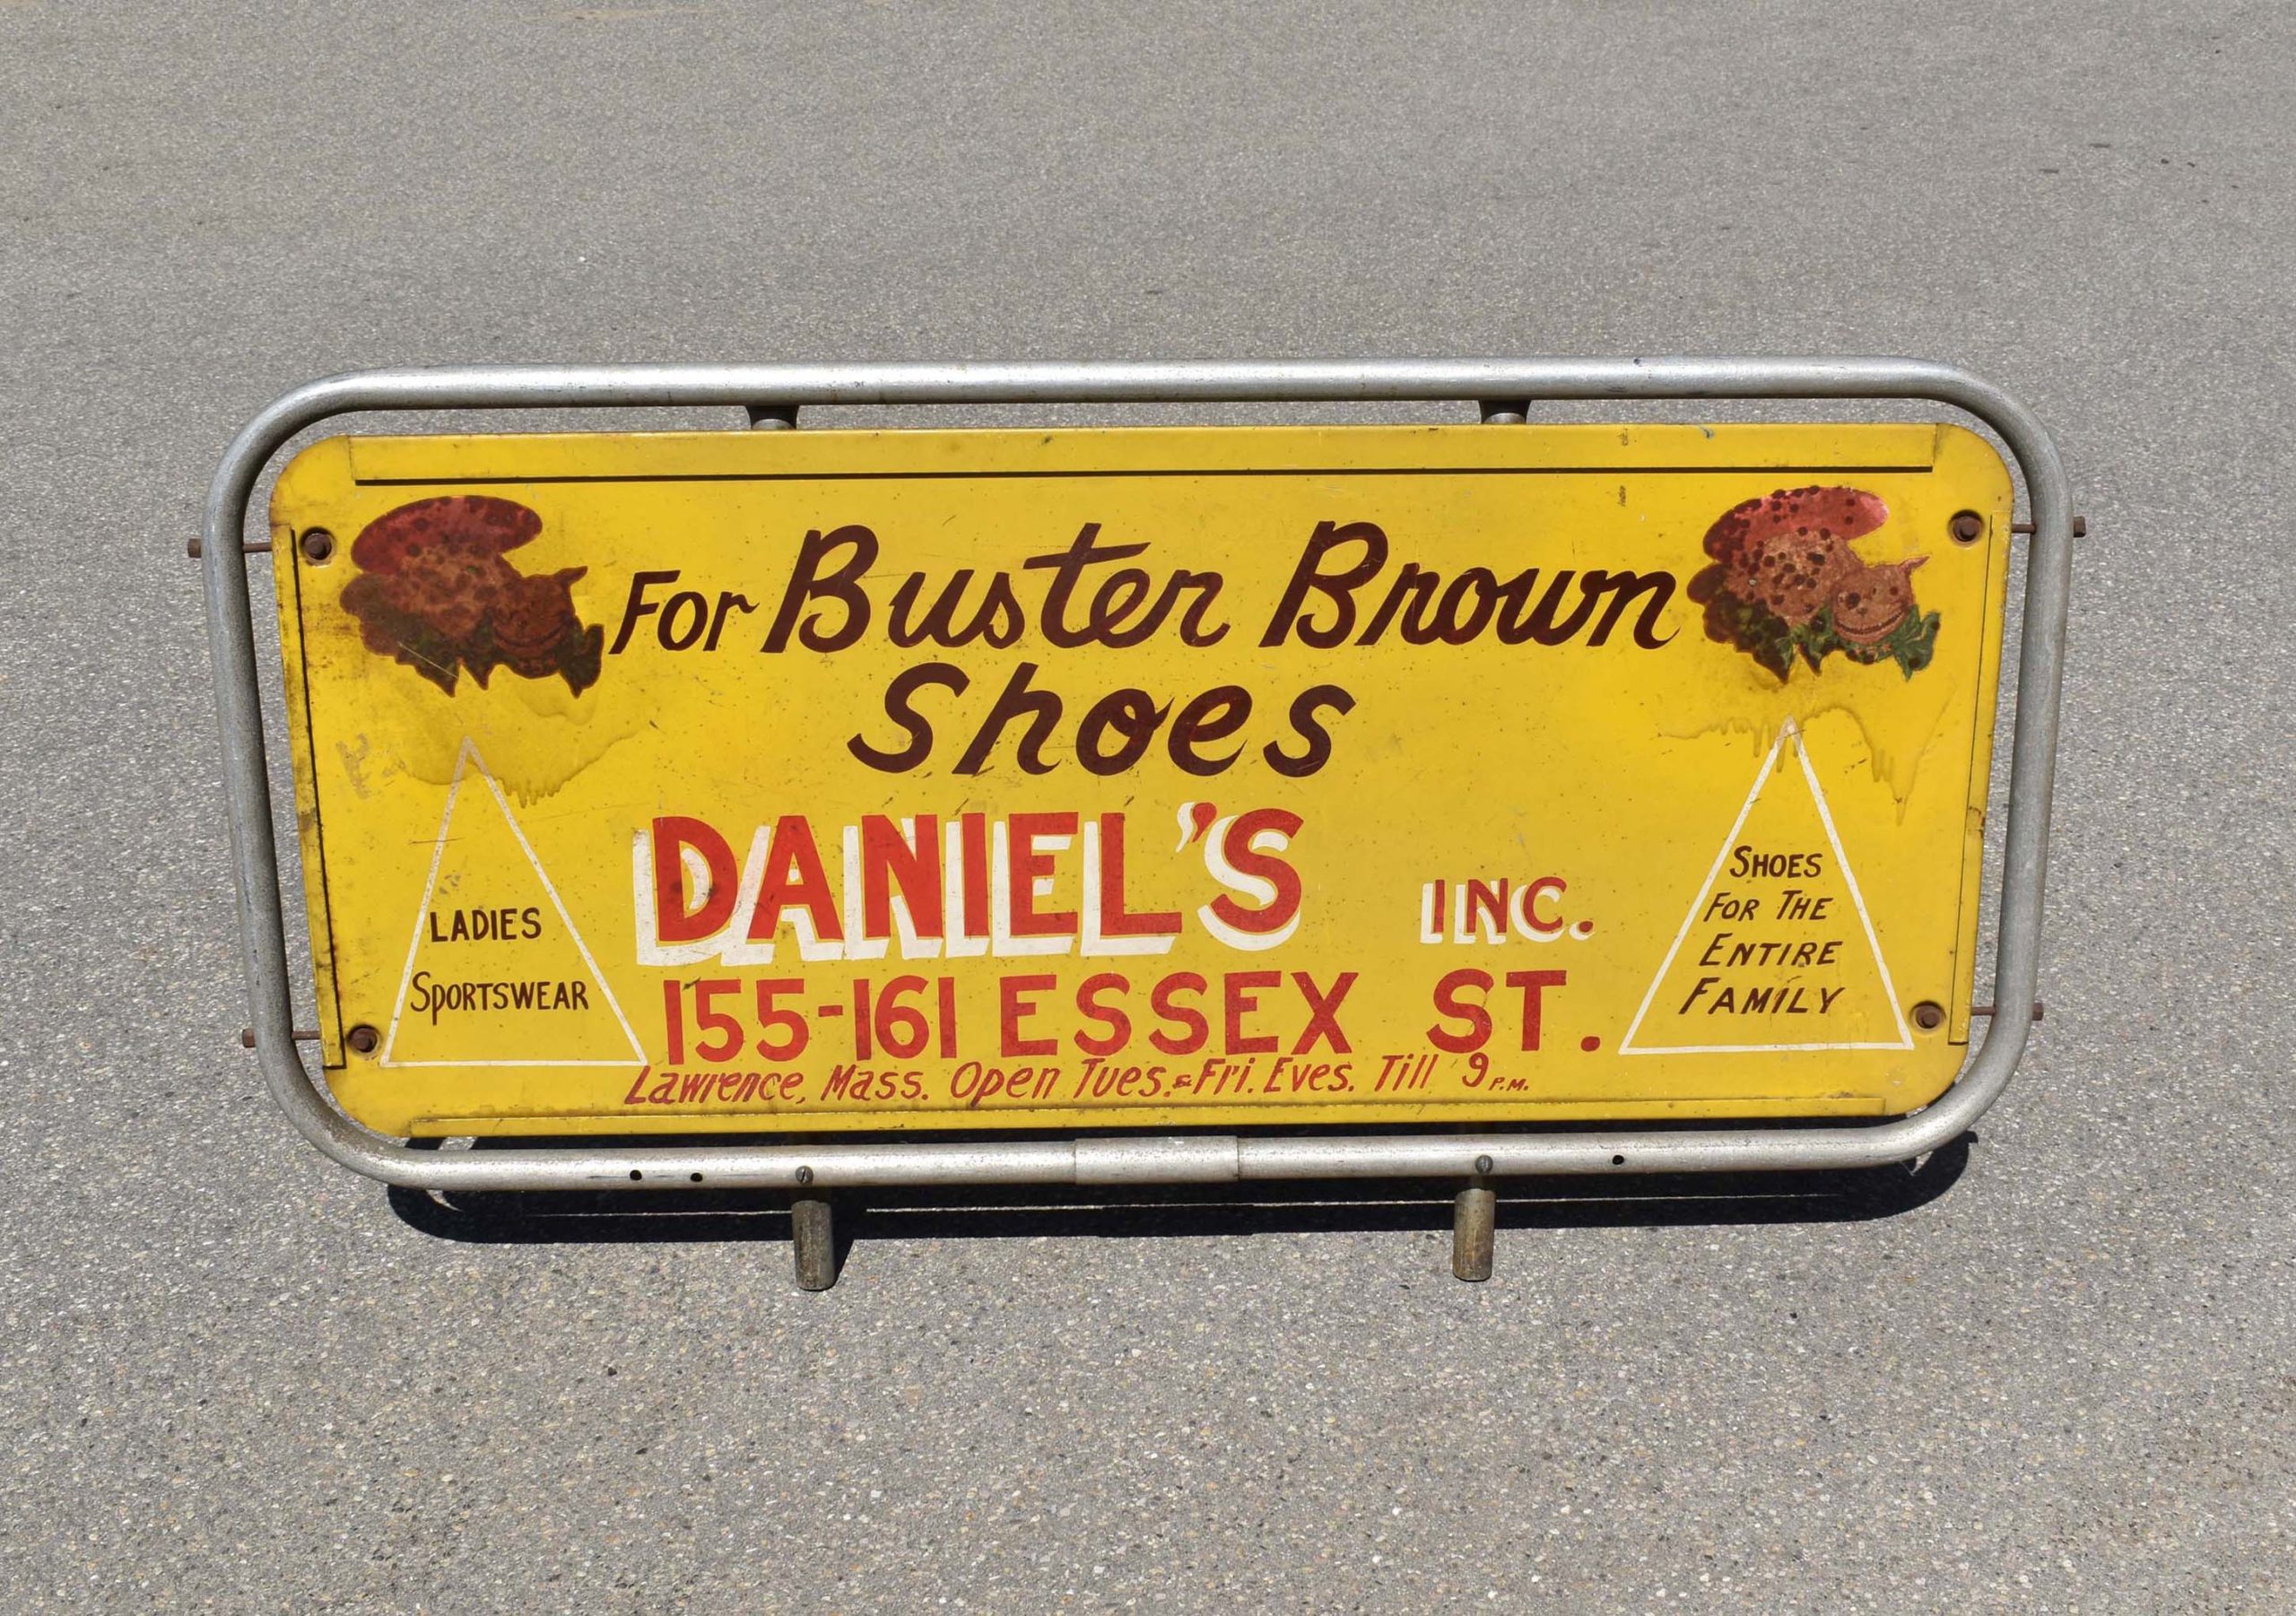 For Buster Brown
Shoes
DANIEL'S INC.
155-161 ESSEX ST.
Lawrence, Mass. Open Tues. & Fri. Eves. Till 9 P.M.
LADIES
SPORTSWEAR
SHOES
FOR THE
ENTIRE
FAMILY